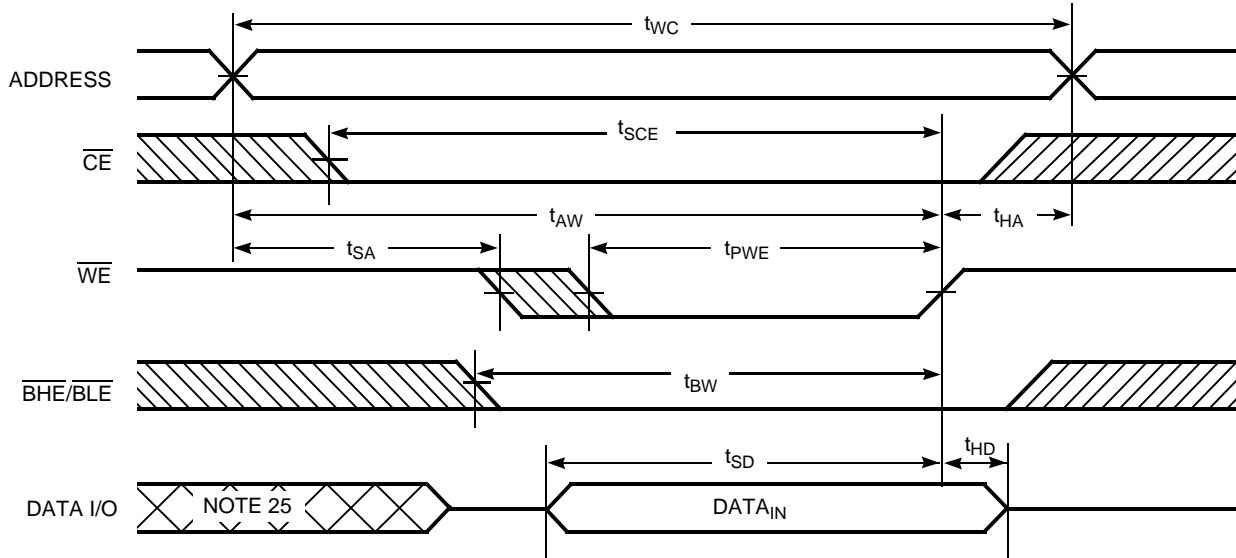 tWC
ADDRESS
tSCE
CE
tAW
tHA
tSA
tPWE
WE
BHE/BLE
tBW
tSD
tHD
DATA I/O
NOTE 25
DATAIN